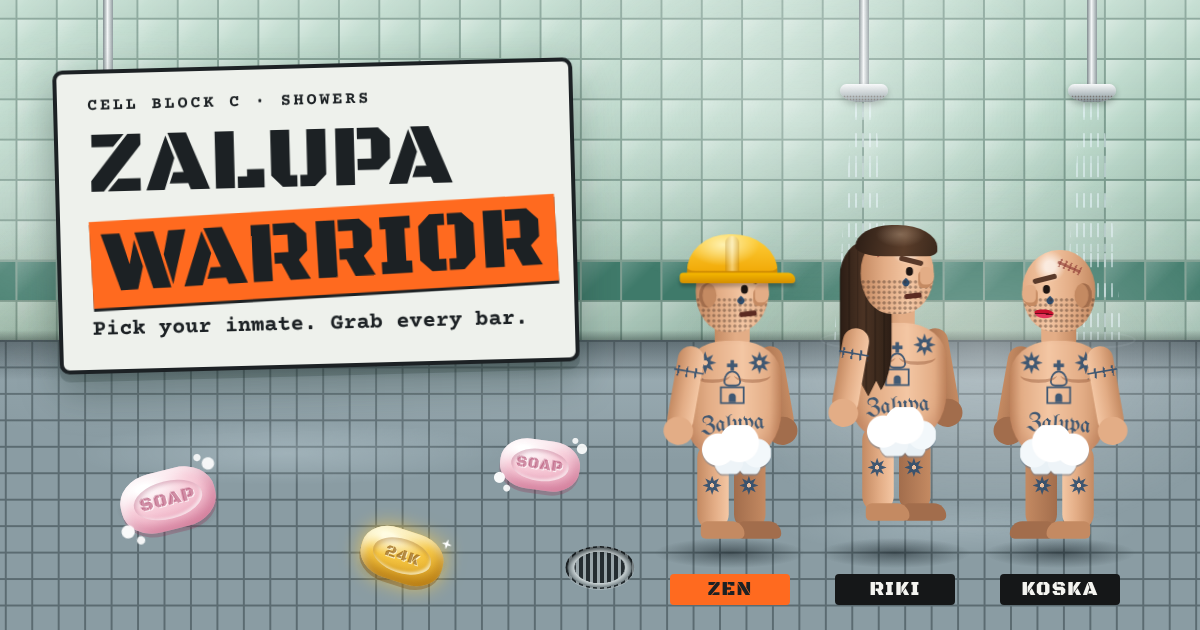 CELL BLOCK C · SHOWERS
ZALUPA
WARRIOR
Pick your inmate. Grab every bar.
SOAP
SOAP
24K
Zalupa
Zalupa
Zalupa
ZEN
RIKI
KOSKA